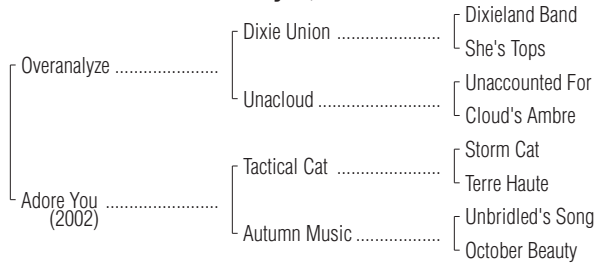 Dixieland Band
Dixie Union ....................
She's Tops
Overanalyze ....................
Unaccounted For
Unacloud ........................
Cloud's Ambre
Storm Cat
Tactical Cat ....................
Terre Haute
Adore You ......................
(2002)
Unbridled's Song
Autumn Music ................
October Beauty